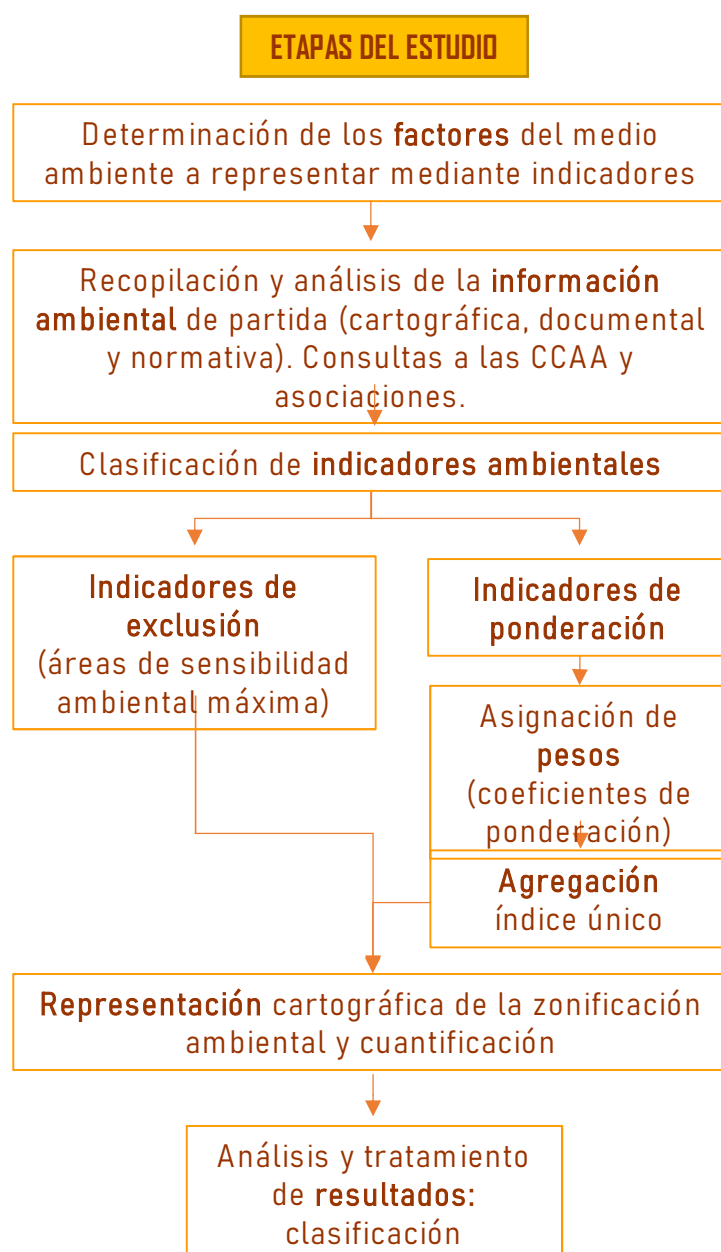 ETAPAS DEL ESTUDIO
Determinación de los factores del medio
ambiente a representar mediante indicadores
Recopilación y análisis de la información
ambiental de partida (cartográfica, documental
y normativa). Consultas a las CCAA y
asociaciones.
Clasificación de indicadores ambientales
Indicadores de
exclusión
(áreas de sensibilidad
ambiental máxima)
Indicadores de
ponderación
Asignación de
pesos
(coeficientes de
ponderación)
Agregación
índice único
Representación cartográfica de la zonificación
ambiental y cuantificación
Análisis y tratamiento
de resultados:
clasificación